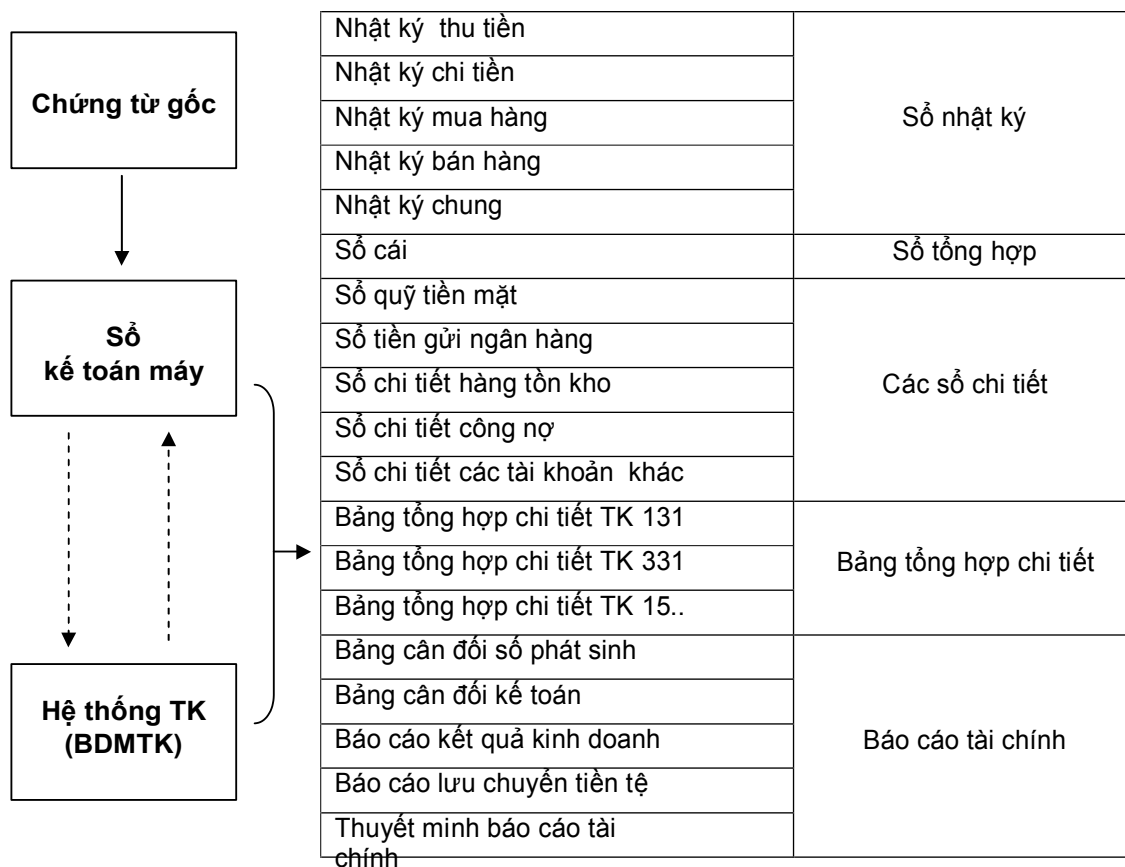 Chứng từ gốc
Sổ
kế toán máy
Hệ thống TK
(BDMTK)
Nhật ký thu tiền
Nhật ký chi tiền
Nhật ký mua hàng
Nhật ký bán hàng
Nhật ký chung
Sổ nhật ký
Sổ cái
Sổ tổng hợp
Sổ quỹ tiền mặt
Sổ tiền gửi ngân hàng
Sổ chi tiết hàng tồn kho
Sổ chi tiết công nợ
Sổ chi tiết các tài khoản khác
Các sổ chi tiết
Bảng tổng hợp chi tiết TK 131
Bảng tổng hợp chi tiết TK 331
Bảng tổng hợp chi tiết TK 15..
Bảng tổng hợp chi tiết
Bảng cân đối số phát sinh
Bảng cân đối kế toán
Báo cáo kết quả kinh doanh
Báo cáo lưu chuyển tiền tệ
Thuyết minh báo cáo tài
chính
Báo cáo tài chính